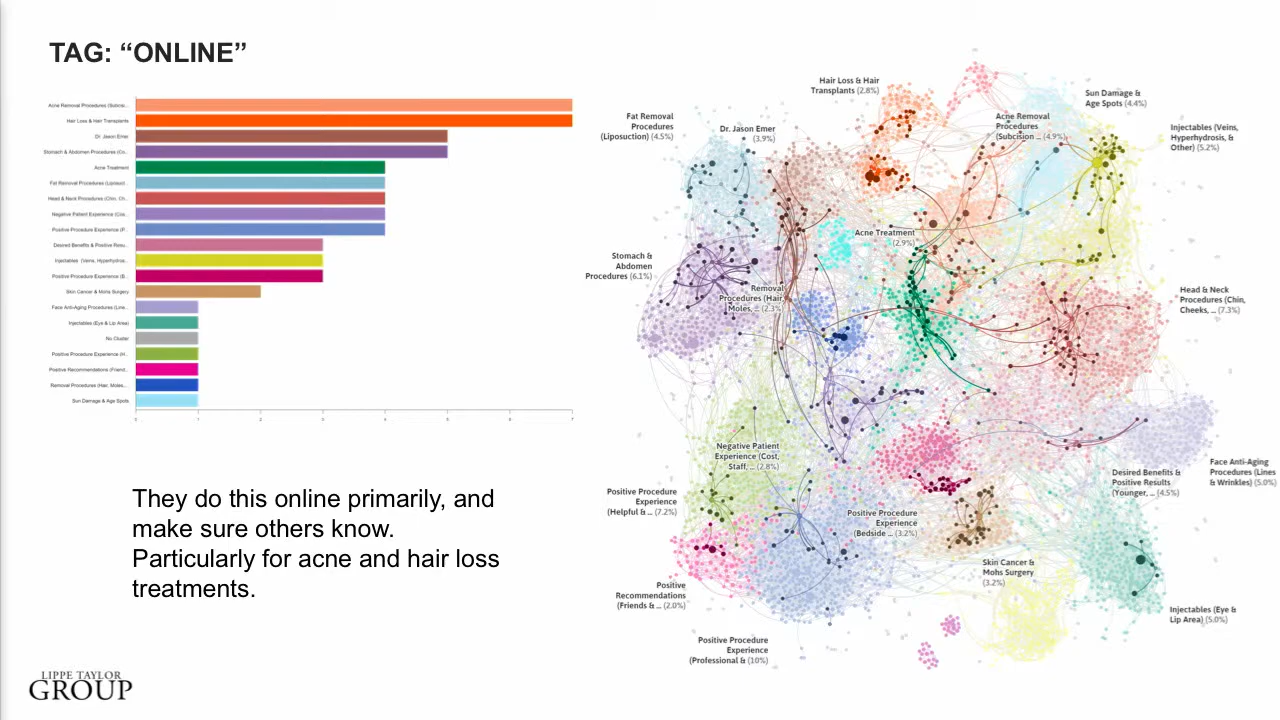 TAG: “ONLINE”
Acne Removal Procedures (Subcisi...
Hair Loss & Hair Transplants
Dr. Jason Emer
Stomach & Abdomen Procedures (Co...
Acne Treatment
Fat Removal Procedures (Liposuct...
Head & Neck Procedures (Chin, Ch...
Negative Patient Experience (Cos...
Positive Procedure Experience (P...
Desired Benefits & Positive Resu...
Injectables (Veins, Hyperhydros...
Positive Procedure Experience (B...
Skin Cancer & Mohs Surgery
Face Anti-Aging Procedures (Line...
Injectables (Eye & Lip Area)
No Cluster
Positive Procedure Experience (H...
Positive Recommendations (Friend...
Removal Procedures (Hair, Moles,...
Sun Damage & Age Spots
0 1 2 3 4 5 6 7
They do this online primarily, and
make sure others know.
Particularly for acne and hair loss
treatments.
LIPPE TAYLOR
GROUP
Hair Loss & Hair
Transplants (2.8%)
Sun Damage &
Age Spots (4.4%)
Fat Removal
Procedures
(Liposuction) (4.5%)
Dr. Jason Emer
(3.9%)
Acne Removal
Procedures
(Subcision ... (4.9%)
Injectables (Veins,
Hyperhydrosis, &
Other) (5.2%)
Acne Treatment
(2.9%)
Stomach &
Abdomen
Procedures (6.1%)
Removal
Procedures (Hair,
Moles, ... (2.3%)
Head & Neck
Procedures (Chin,
Cheeks, ... (7.3%)
Negative Patient
Experience (Cost,
Staff, ... (2.8%)
Face Anti-Aging
Procedures (Lines
& Wrinkles) (5.0%)
Desired Benefits &
Positive Results
(Younger, ... (4.5%)
Positive Procedure
Experience
(Helpful & ... (7.2%)
Positive Procedure
Experience
(Bedside ... (3.2%)
Skin Cancer &
Mohs Surgery
(3.2%)
Positive
Recommendations
(Friends & ... (2.0%)
Injectables (Eye &
Lip Area) (5.0%)
Positive Procedure
Experience
(Professional & (10%)